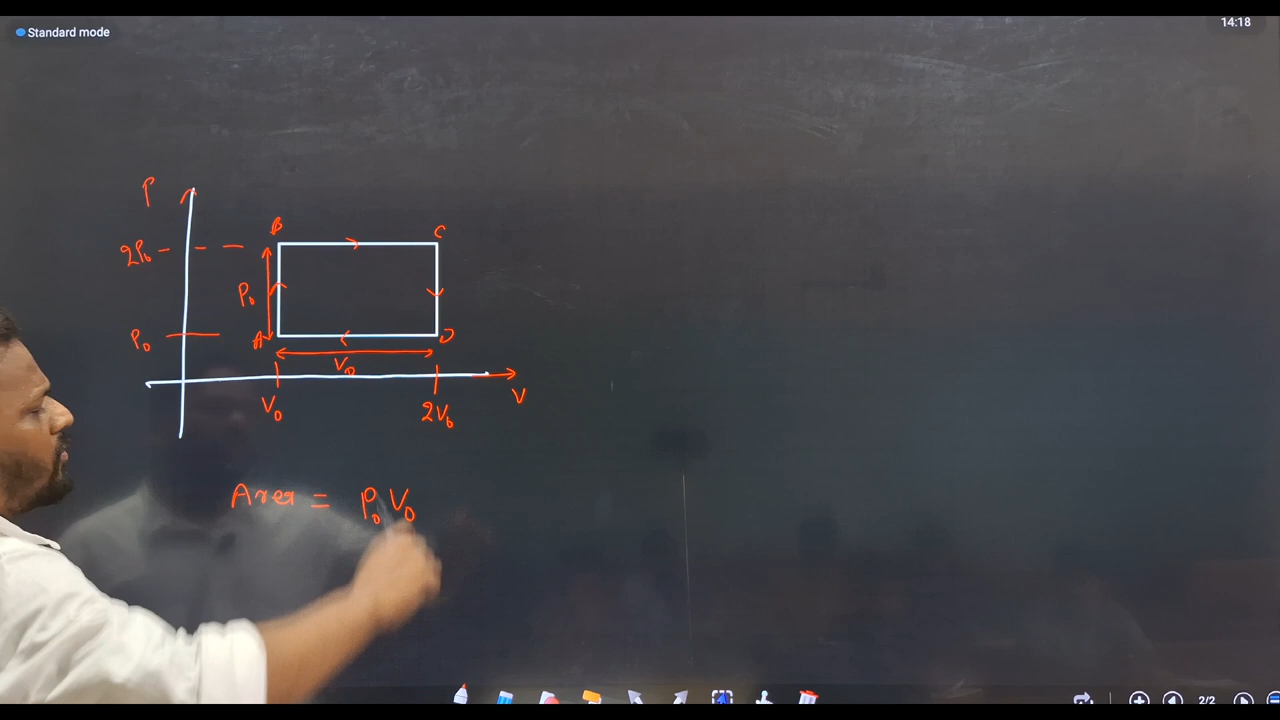 Standard mode
14:18
P
B
C
2P₀
P₀
P₀
A
D
V₀
V₀
2V₀
V
Area = P₀V₀
2/2